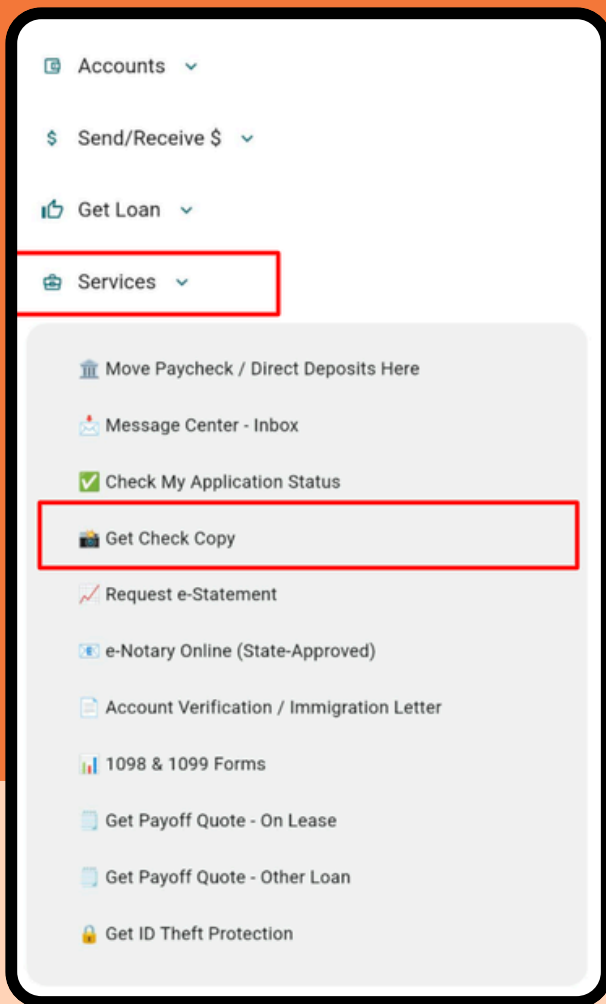 Accounts
Send/Receive $
Get Loan
Services
Move Paycheck / Direct Deposits Here
Message Center - Inbox
Check My Application Status
Get Check Copy
Request e-Statement
e-Notary Online (State-Approved)
Account Verification / Immigration Letter
1098 & 1099 Forms
Get Payoff Quote - On Lease
Get Payoff Quote - Other Loan
Get ID Theft Protection